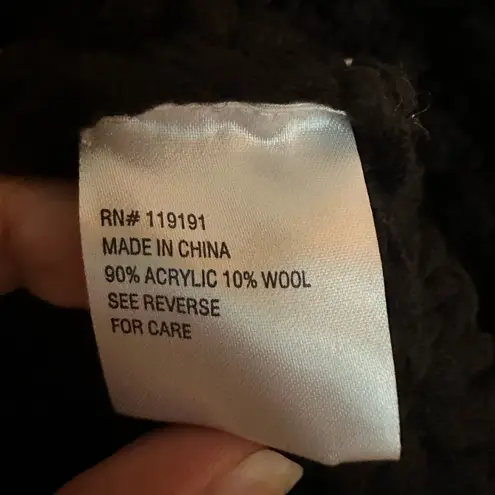 RN# 119191
MADE IN CHINA
90% ACRYLIC 10% WOOL
SEE REVERSE
FOR CARE